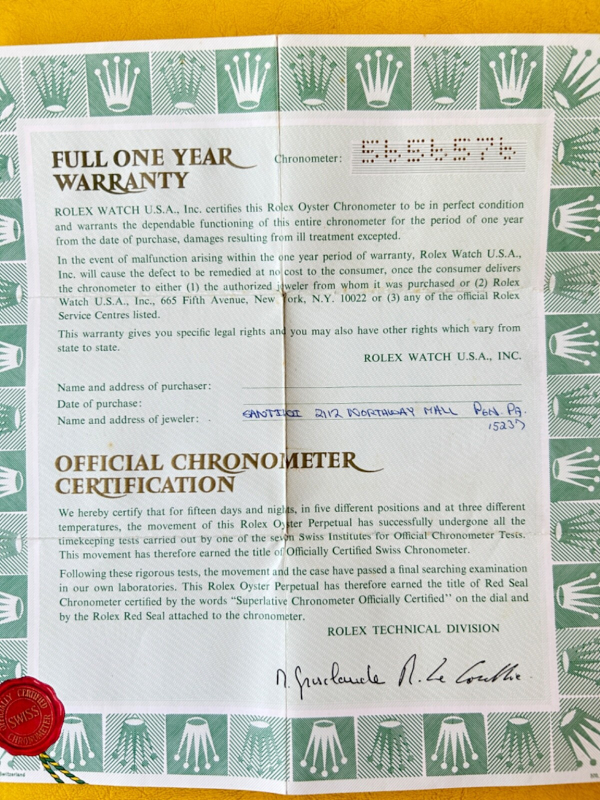 FULL ONE YEAR
WARRANTY
Chronometer: 5656576
ROLEX WATCH U.S.A., Inc. certifies this Rolex Oyster Chronometer to be in perfect condition
and warrants the dependable functioning of this entire chronometer for the period of one year
from the date of purchase, damages resulting from ill treatment excepted.
In the event of malfunction arising within the one year period of warranty, Rolex Watch U.S.A.,
Inc. will cause the defect to be remedied at no cost to the consumer, once the consumer delivers
the chronometer to either (1) the authorized jeweler from whom it was purchased or (2) Rolex
Watch U.S.A., Inc., 665 Fifth Avenue, New York, N.Y. 10022 or (3) any of the official Rolex
Service Centres listed.
This warranty gives you specific legal rights and you may also have other rights which vary from
state to state.
ROLEX WATCH U.S.A., INC.
Name and address of purchaser:
Date of purchase:
Name and address of jeweler: 2112 NORTHWAY MALL PGH. PA.
15237
OFFICIAL CHRONOMETER
CERTIFICATION
We hereby certify that for fifteen days and nights, in five different positions and at three different
temperatures, the movement of this Rolex Oyster Perpetual has successfully undergone all the
timekeeping tests carried out by one of the seven Swiss Institutes for Official Chronometer Tests.
This movement has therefore earned the title of Officially Certified Swiss Chronometer.
Following these rigorous tests, the movement and the case have passed a final searching examination
in our own laboratories. This Rolex Oyster Perpetual has therefore earned the title of Red Seal
Chronometer certified by the words "Superlative Chronometer Officially Certified" on the dial and
by the Rolex Red Seal attached to the chronometer.
ROLEX TECHNICAL DIVISION
OFFICIALLY CERTIFIED
SWISS
CHRONOMETER
Switzerland